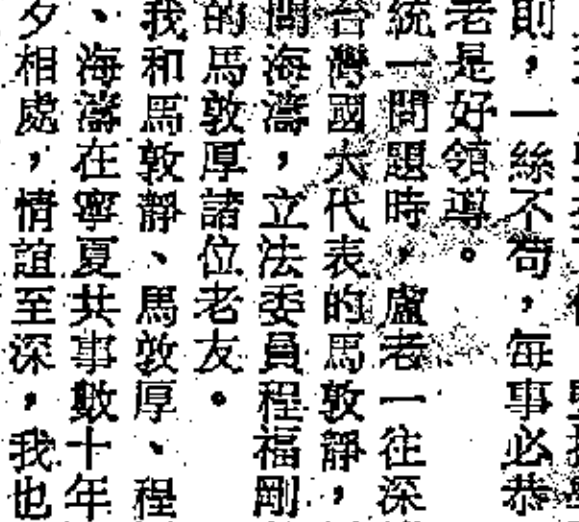 則，一絲不苟，每事必恭
老是好領導。
統一問題時，盧老一往深
台灣國大代表的馬敦靜，
問海濤，立法委員程福剛
的馬敦厚諸位老友。
我和馬敦靜、馬敦厚、程
、海濤在寧夏共事數十年
夕相處，情誼至深，我也